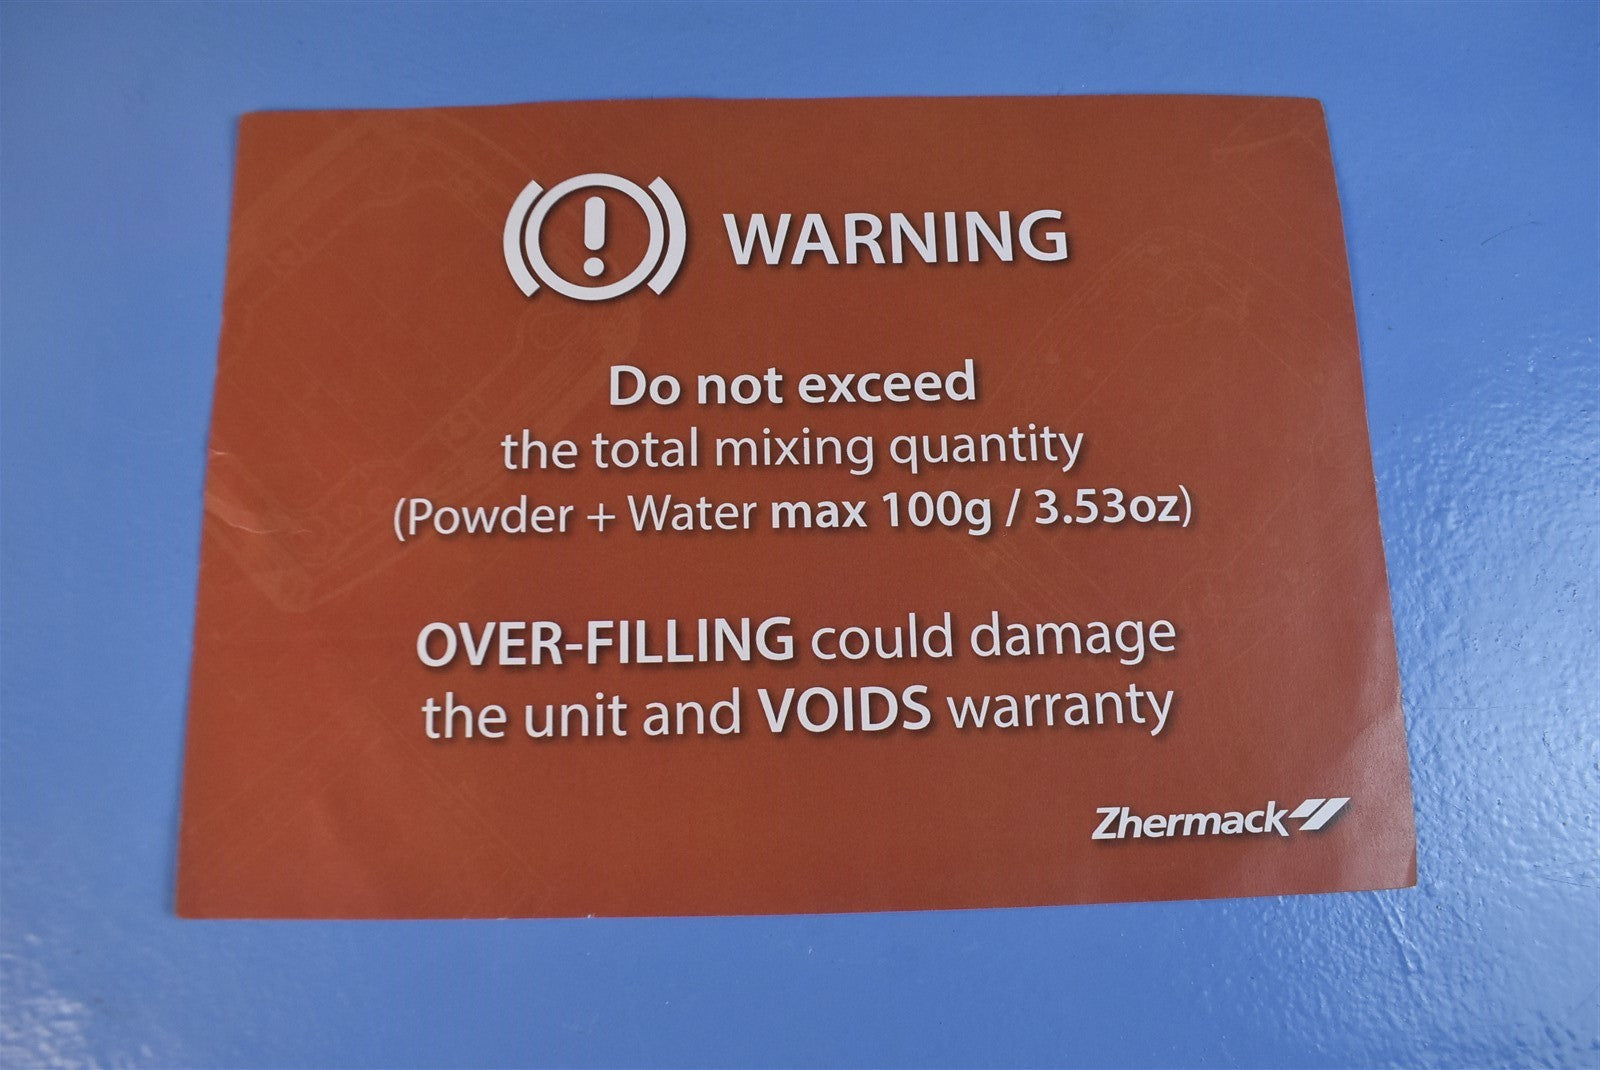 WARNING
Do not exceed
the total mixing quantity
(Powder + Water max 100g / 3.53oz)
OVER-FILLING could damage
the unit and VOIDS warranty
Zhermack